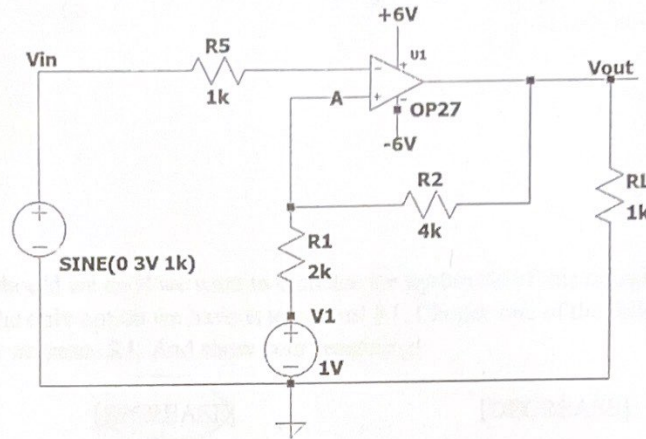 +6V
R5
U1
Vin
Vout
1k
A
OP27
-6V
R2
RL
4k
1k
R1
SINE(0 3V 1k)
2k
V1
1V